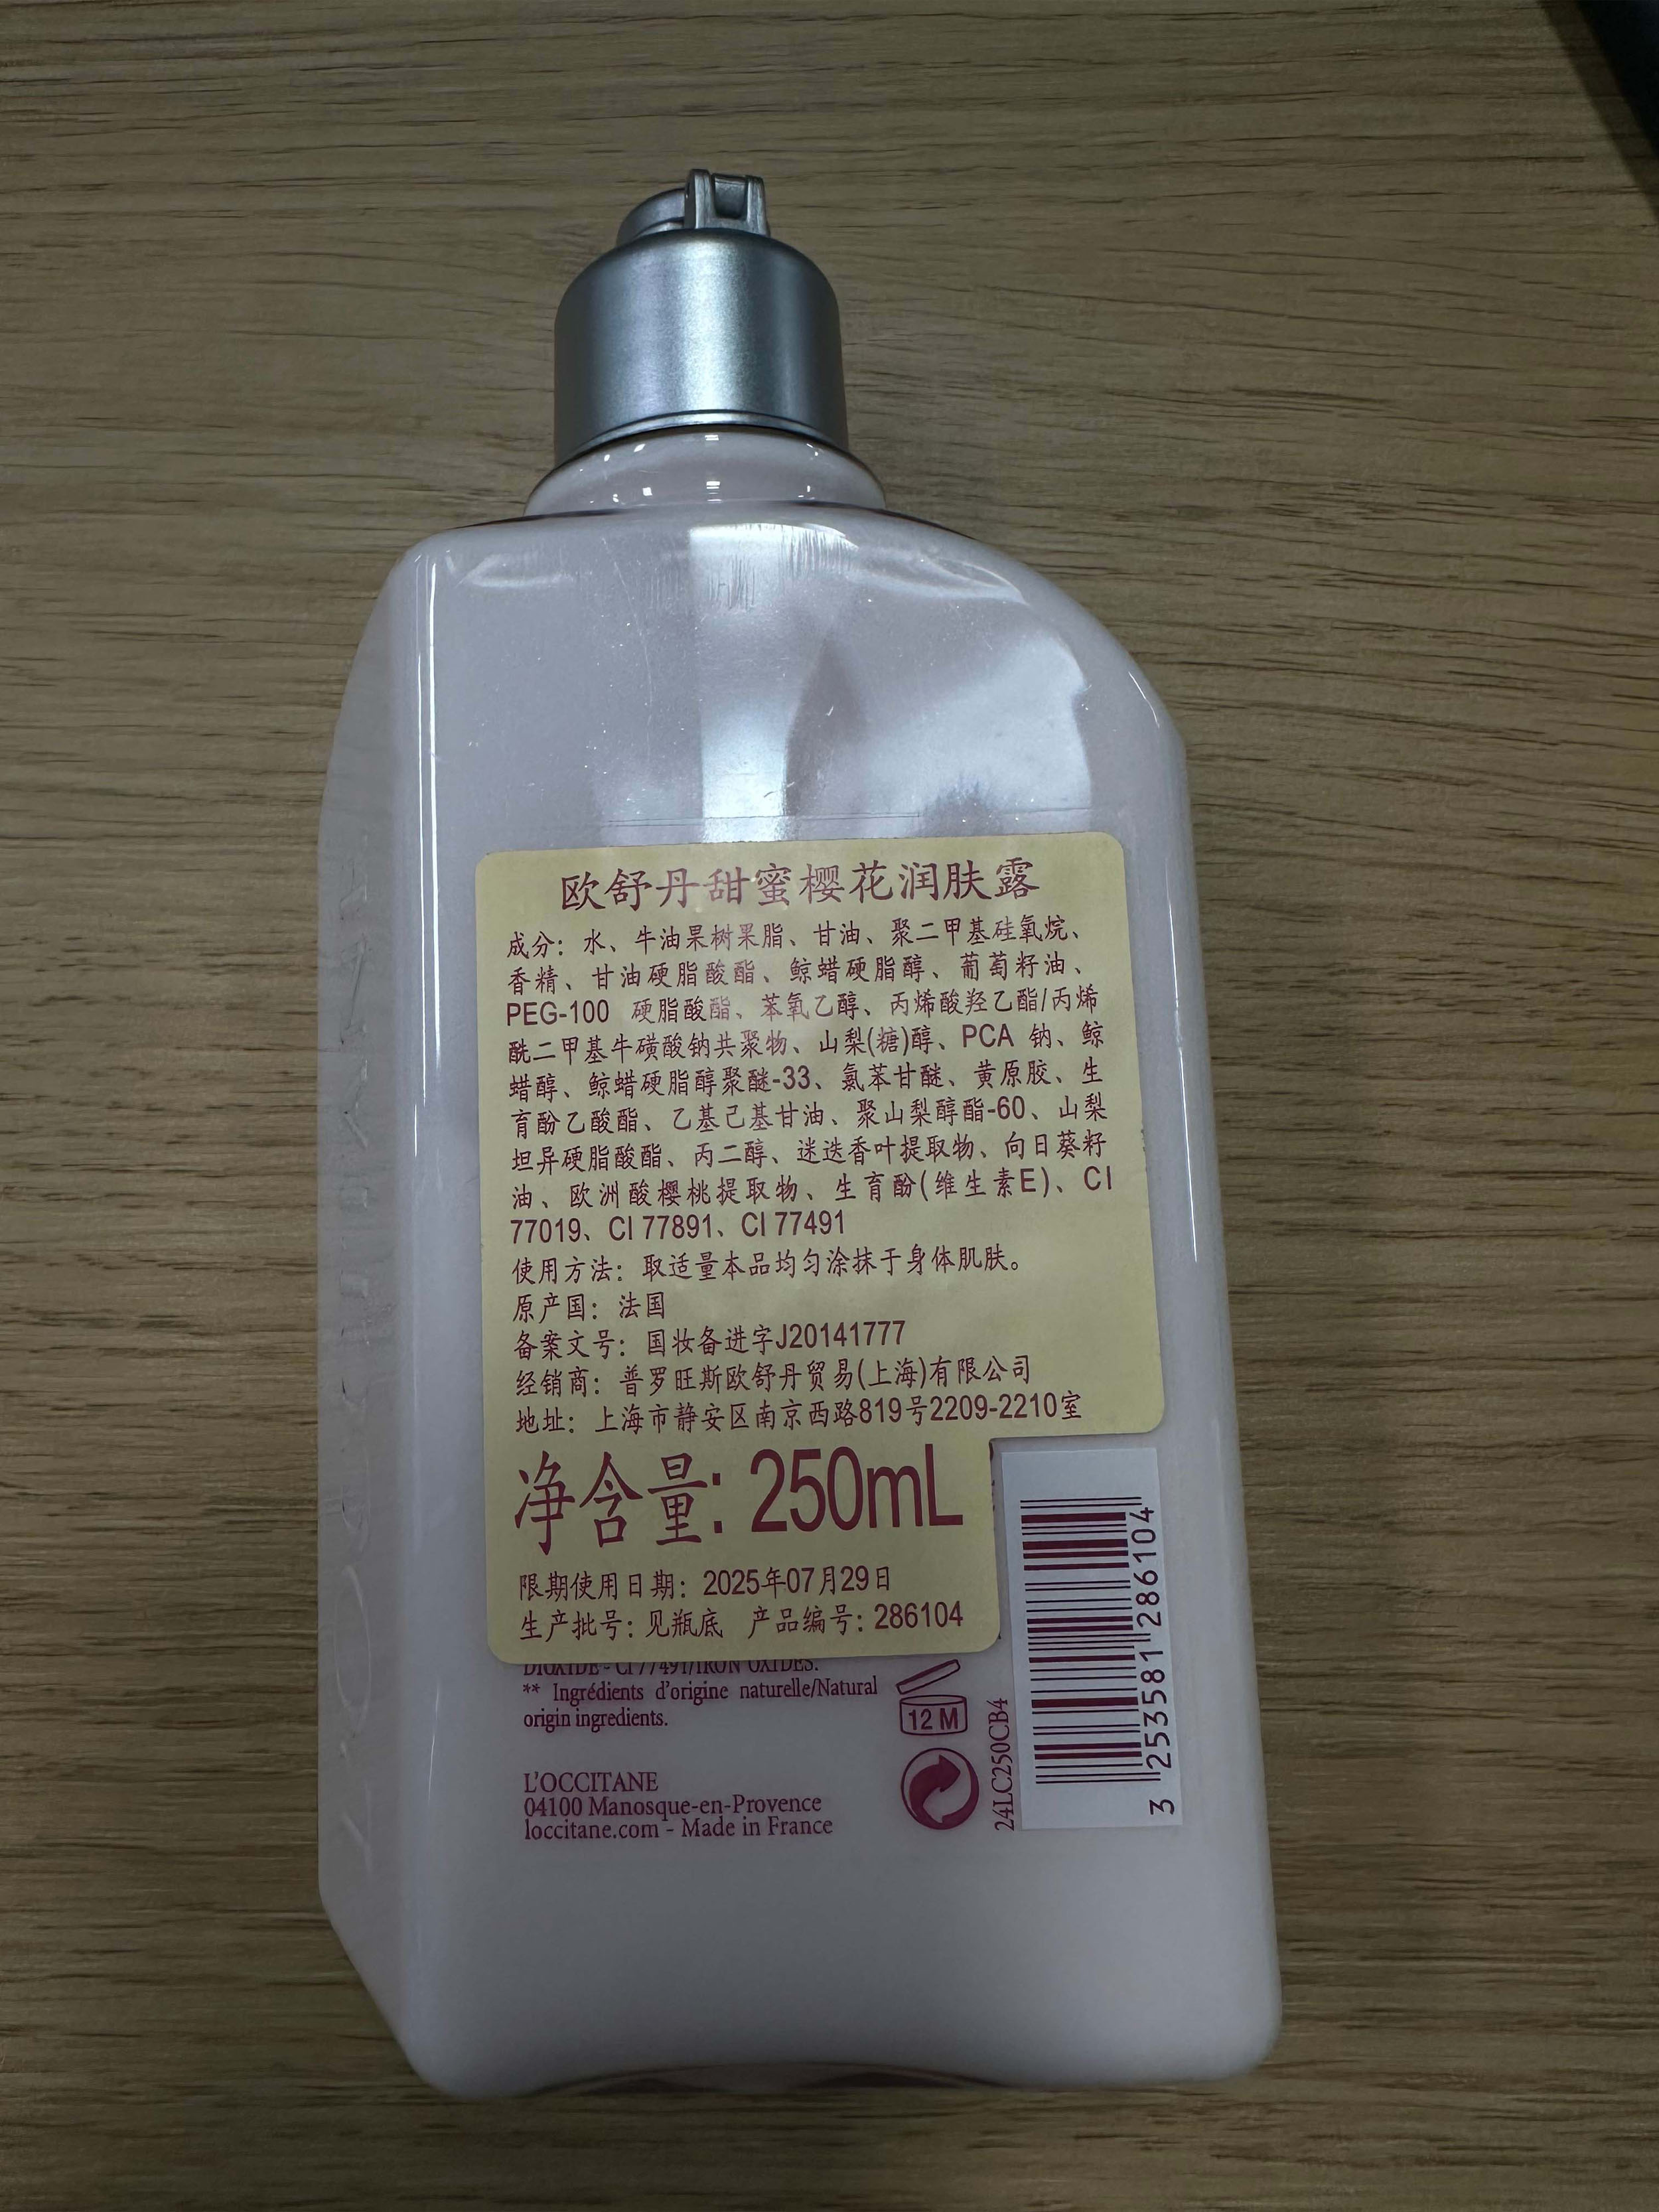 欧舒丹甜蜜樱花润肤露
成分：水、牛油果树果脂、甘油、聚二甲基硅氧烷、
香精、甘油硬脂酸酯、鲸蜡硬脂醇、葡萄籽油、
PEG-100 硬脂酸酯、苯氧乙醇、丙烯酸羟乙酯/丙烯
酰二甲基牛磺酸钠共聚物、山梨(糖)醇、PCA 钠、鲸
蜡醇、鲸蜡硬脂醇聚醚-33、氯苯甘醚、黄原胶、生
育酚乙酸酯、乙基己基甘油、聚山梨醇酯-60、山梨
坦异硬脂酸酯、丙二醇、迷迭香叶提取物、向日葵籽
油、欧洲酸樱桃提取物、生育酚(维生素E)、CI
77019、CI 77891、CI 77491
使用方法：取适量本品均匀涂抹于身体肌肤。
原产国：法国
备案文号：国妆备进字J20141777
经销商：普罗旺斯欧舒丹贸易(上海)有限公司
地址：上海市静安区南京西路819号2209-2210室
净含量: 250mL
限期使用日期：2025年07月29日
生产批号：见瓶底 产品编号：286104
DIOXIDE - CI 77491/IRON OXIDES.
** Ingrédients d'origine naturelle/Natural
origin ingredients.
12 M
L'OCCITANE
04100 Manosque-en-Provence
loccitane.com - Made in France
24LC250CB4
3 253581 286104